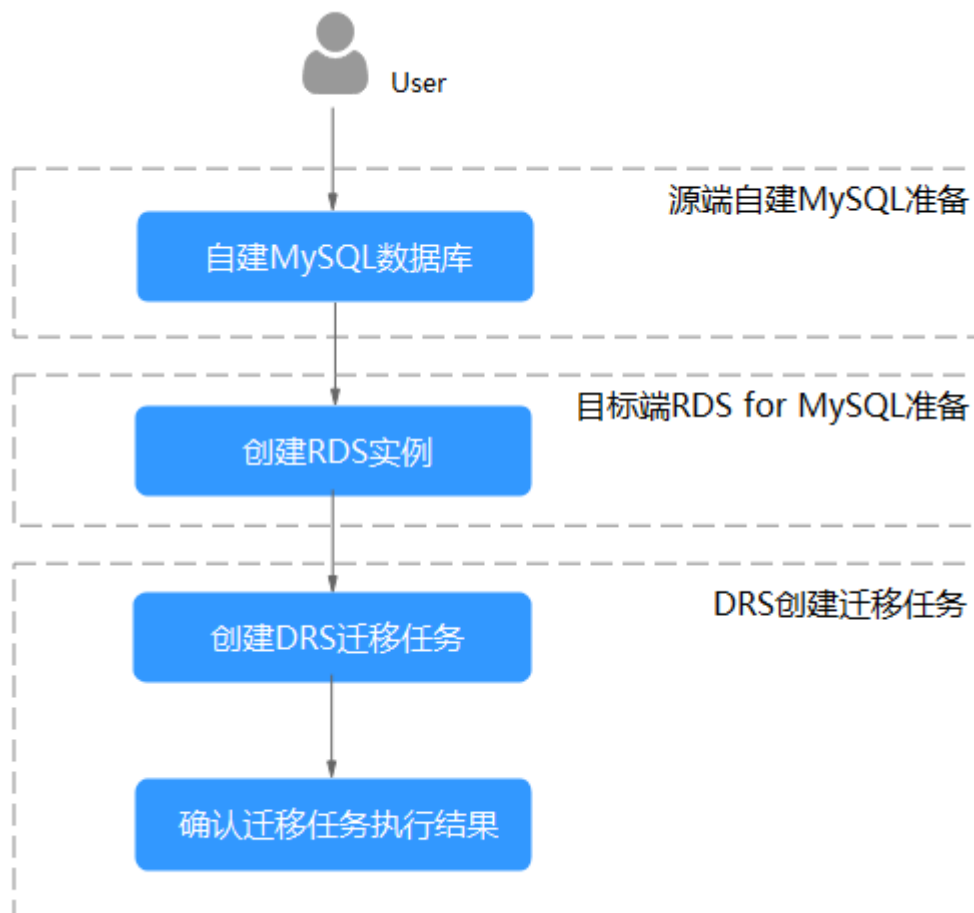 User
源端自建MySQL准备
自建MySQL数据库
目标端RDS for MySQL准备
创建RDS实例
DRS创建迁移任务
创建DRS迁移任务
确认迁移任务执行结果